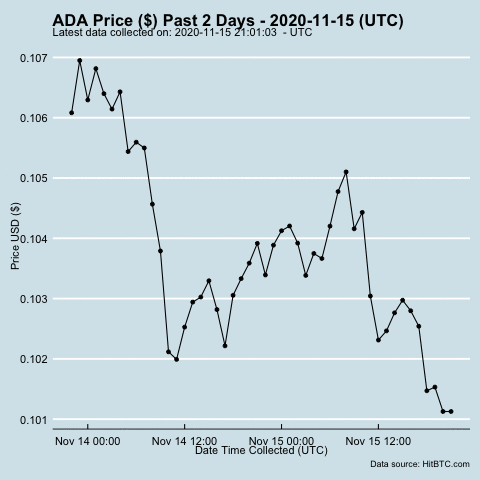 ADA Price ($) Past 2 Days - 2020-11-15 (UTC)
Latest data collected on: 2020-11-15 21:01:03  - UTC
0.107
0.106
0.105
0.104
0.103
0.102
0.101
Price USD ($)
Nov 14 00:00 Nov 14 12:00 Nov 15 00:00 Nov 15 12:00
Date Time Collected (UTC)
Data source: HitBTC.com